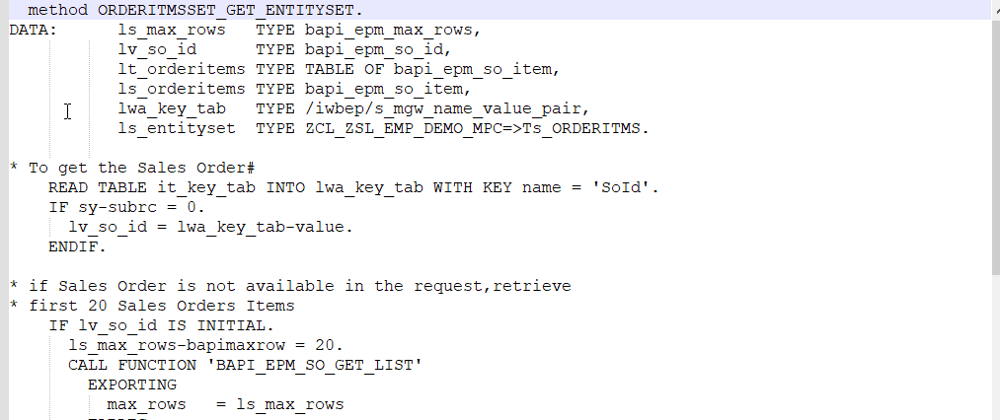 method ORDERITMSSET_GET_ENTITYSET.
DATA: ls_max_rows TYPE bapi_epm_max_rows,
lv_so_id TYPE bapi_epm_so_id,
lt_orderitems TYPE TABLE OF bapi_epm_so_item,
ls_orderitems TYPE bapi_epm_so_item,
lwa_key_tab TYPE /iwbep/s_mgw_name_value_pair,
ls_entityset TYPE ZCL_ZSL_EMP_DEMO_MPC=>Ts_ORDERITMS.
* To get the Sales Order#
READ TABLE it_key_tab INTO lwa_key_tab WITH KEY name = 'SoId'.
IF sy-subrc = 0.
lv_so_id = lwa_key_tab-value.
ENDIF.
* if Sales Order is not available in the request,retrieve
* first 20 Sales Orders Items
IF lv_so_id IS INITIAL.
ls_max_rows-bapimaxrow = 20.
CALL FUNCTION 'BAPI_EPM_SO_GET_LIST'
EXPORTING
max_rows = ls_max_rows